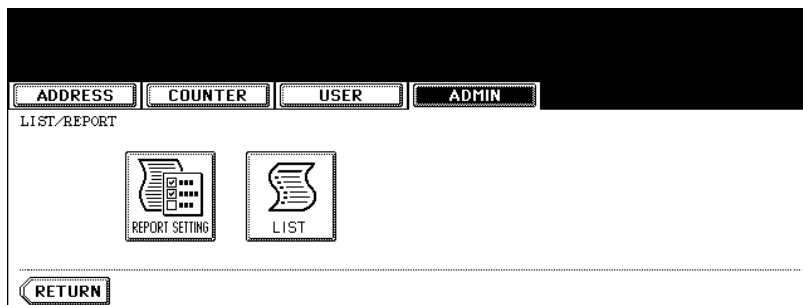 ADDRESS COUNTER USER ADMIN
LIST/REPORT
REPORT SETTING LIST
RETURN